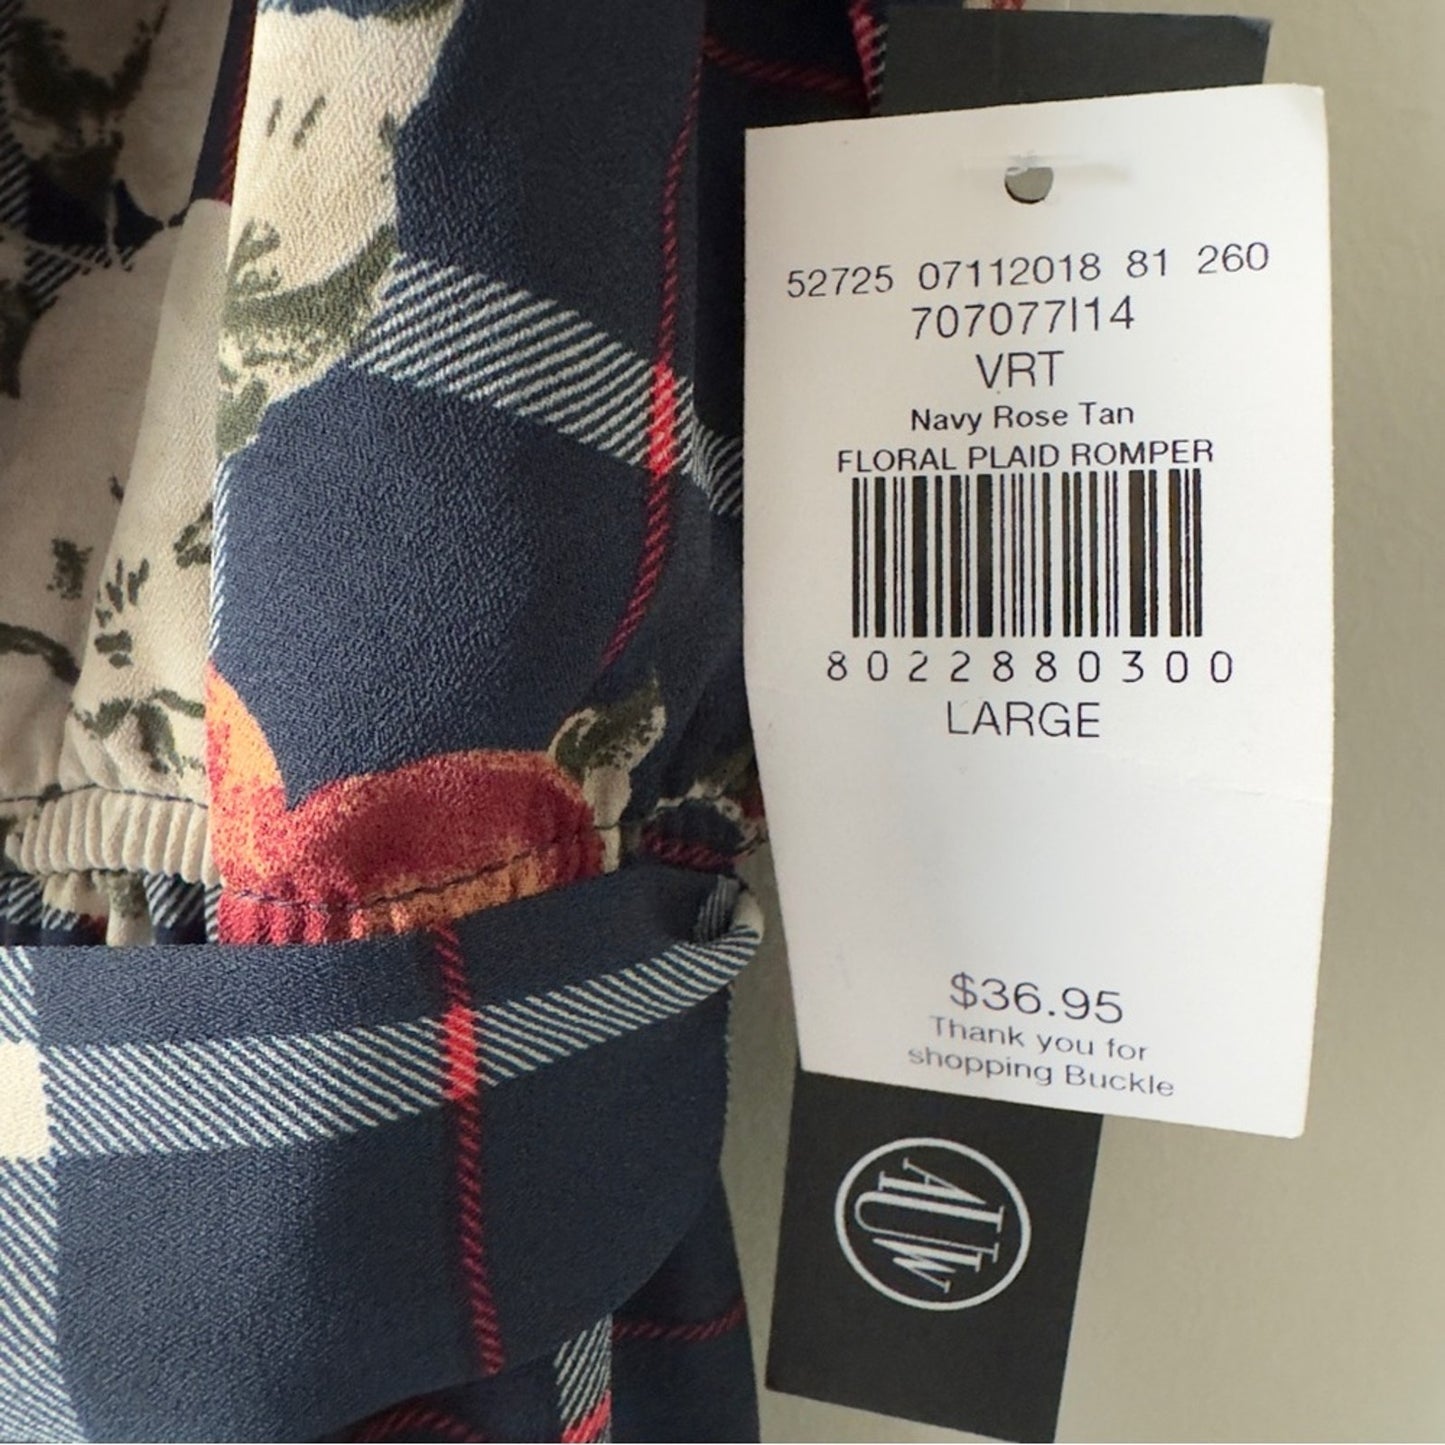 52725 07112018 81 260
707077I14
VRT
Navy Rose Tan
FLORAL PLAID ROMPER
8022880300
LARGE
$36.95
Thank you for
shopping Buckle
AUW